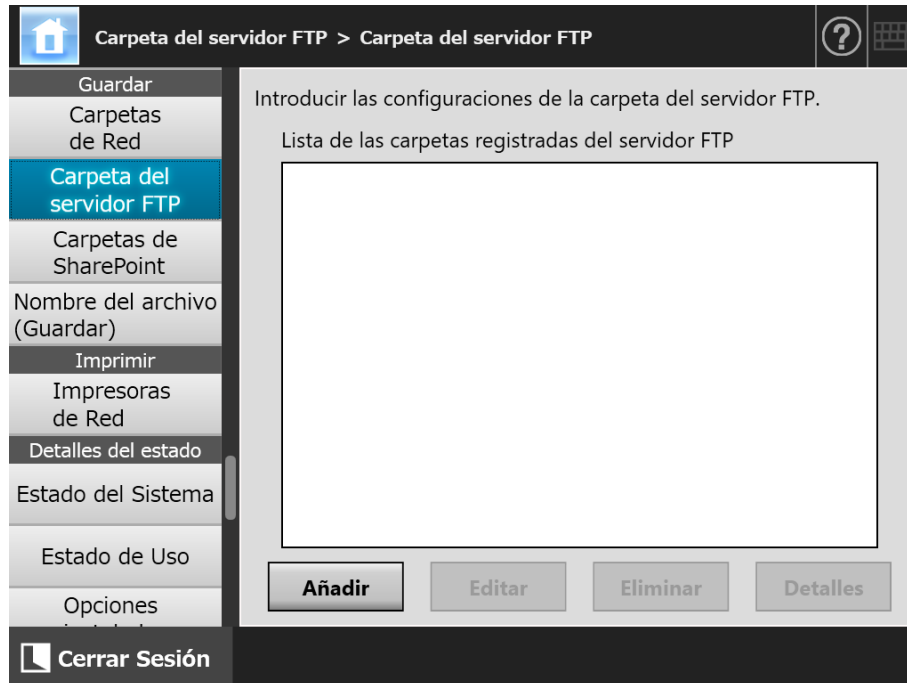 Carpeta del servidor FTP > Carpeta del servidor FTP
?
Guardar
Carpetas
de Red
Carpeta del
servidor FTP
Carpetas de
SharePoint
Nombre del archivo
(Guardar)
Imprimir
Impresoras
de Red
Detalles del estado
Estado del Sistema
Estado de Uso
Opciones
Introducir las configuraciones de la carpeta del servidor FTP.
Lista de las carpetas registradas del servidor FTP
Añadir
Editar
Eliminar
Detalles
Cerrar Sesión